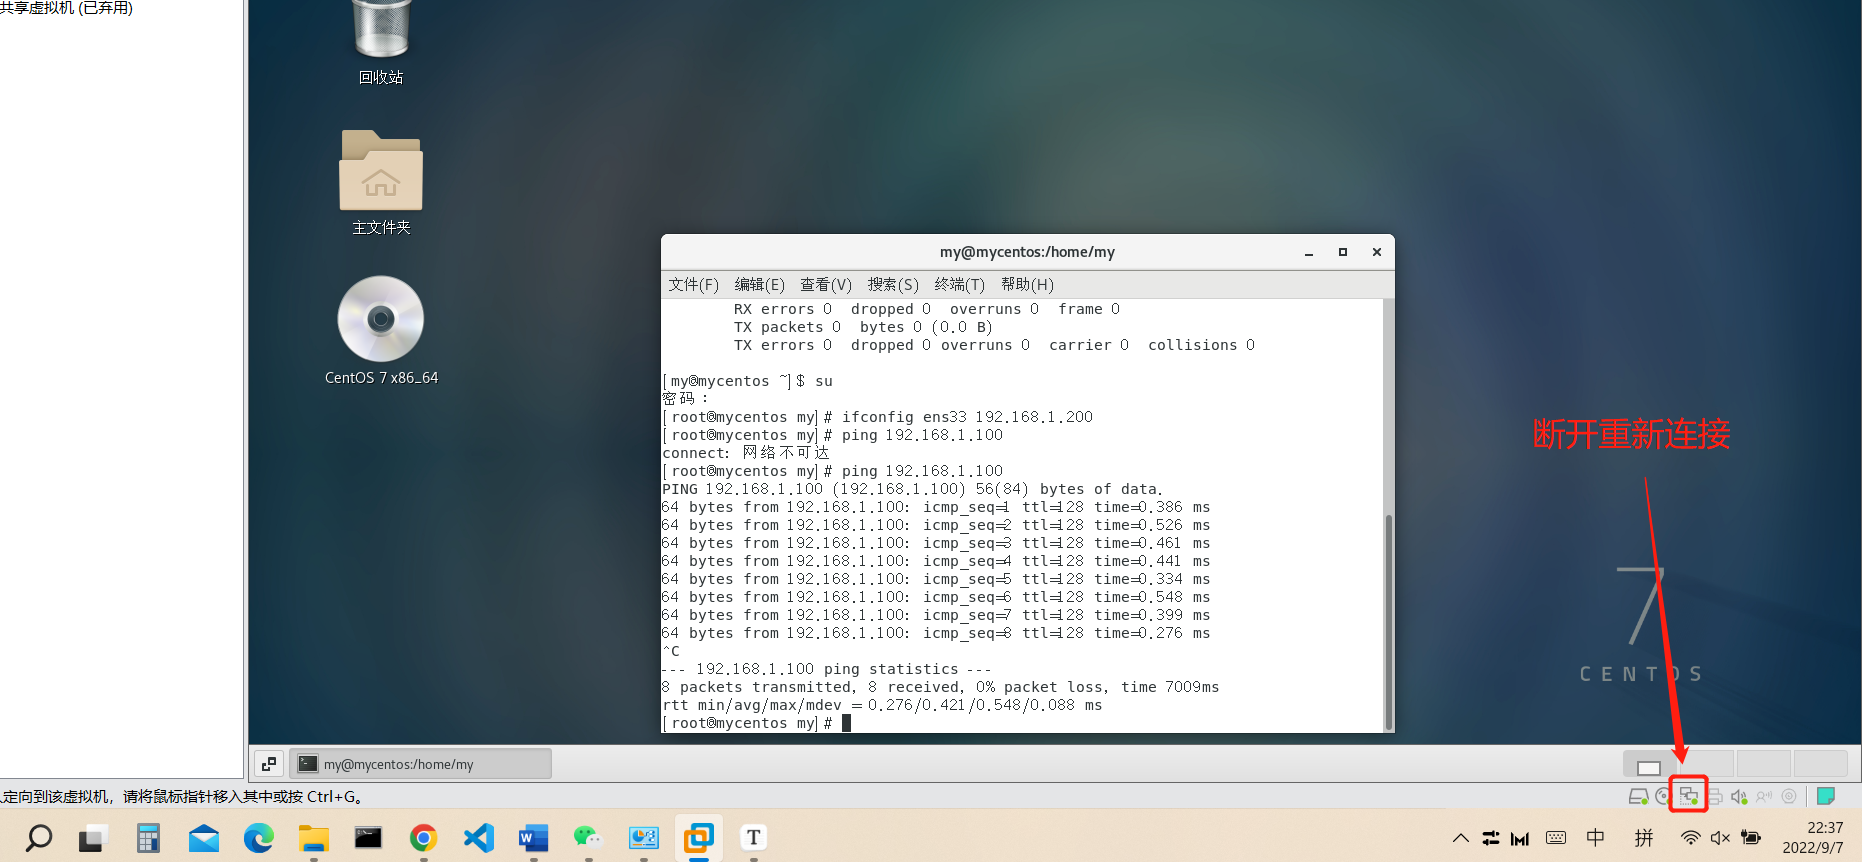 共享虚拟机 (已弃用)
回收站
主文件夹
CentOS 7 x86_64
my@mycentos:/home/my
文件(F) 编辑(E) 查看(V) 搜索(S) 终端(T) 帮助(H)
RX errors 0  dropped 0  overruns 0  frame 0
TX packets 0  bytes 0 (0.0 B)
TX errors 0  dropped 0 overruns 0  carrier 0  collisions 0
[my@mycentos ~]$ su
密码：
[root@mycentos my]# ifconfig ens33 192.168.1.200
[root@mycentos my]# ping 192.168.1.100
connect: 网络不可达
[root@mycentos my]# ping 192.168.1.100
PING 192.168.1.100 (192.168.1.100) 56(84) bytes of data.
64 bytes from 192.168.1.100: icmp_seq=1 ttl=128 time=0.386 ms
64 bytes from 192.168.1.100: icmp_seq=2 ttl=128 time=0.526 ms
64 bytes from 192.168.1.100: icmp_seq=3 ttl=128 time=0.461 ms
64 bytes from 192.168.1.100: icmp_seq=4 ttl=128 time=0.441 ms
64 bytes from 192.168.1.100: icmp_seq=5 ttl=128 time=0.334 ms
64 bytes from 192.168.1.100: icmp_seq=6 ttl=128 time=0.548 ms
64 bytes from 192.168.1.100: icmp_seq=7 ttl=128 time=0.399 ms
64 bytes from 192.168.1.100: icmp_seq=8 ttl=128 time=0.276 ms
^C
--- 192.168.1.100 ping statistics ---
8 packets transmitted, 8 received, 0% packet loss, time 7009ms
rtt min/avg/max/mdev = 0.276/0.421/0.548/0.088 ms
[root@mycentos my]#
断开重新连接
7
CENTOS
my@mycentos:/home/my
定向到该虚拟机，请将鼠标指针移入其中或按 Ctrl+G。
W
T
中
拼
22:37
2022/9/7